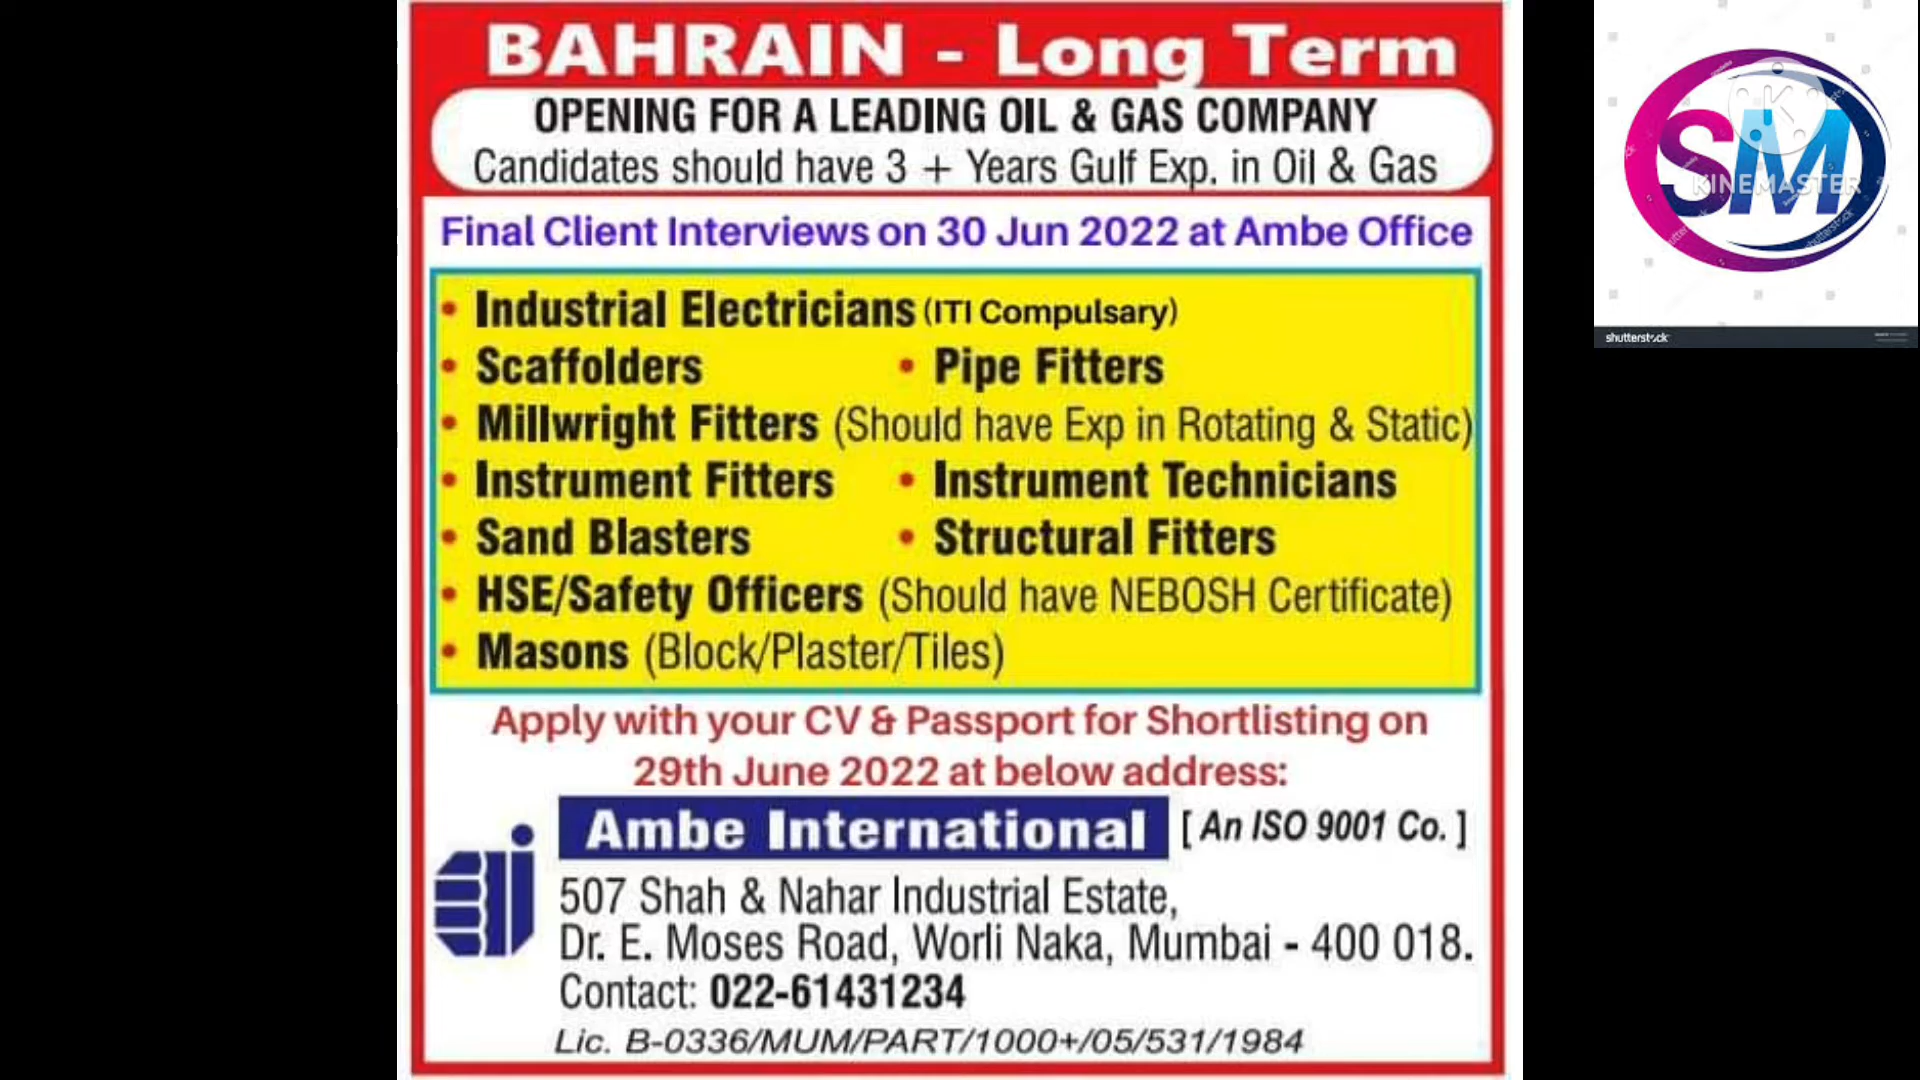 BAHRAIN - Long Term
OPENING FOR A LEADING OIL & GAS COMPANY
Candidates should have 3 + Years Gulf Exp. in Oil & Gas
Final Client Interviews on 30 Jun 2022 at Ambe Office
• Industrial Electricians (ITI Compulsary)
• Scaffolders • Pipe Fitters
• Millwright Fitters (Should have Exp in Rotating & Static)
• Instrument Fitters • Instrument Technicians
• Sand Blasters • Structural Fitters
• HSE/Safety Officers (Should have NEBOSH Certificate)
• Masons (Block/Plaster/Tiles)
Apply with your CV & Passport for Shortlisting on
29th June 2022 at below address:
Ambe International [ An ISO 9001 Co. ]
507 Shah & Nahar Industrial Estate,
Dr. E. Moses Road, Worli Naka, Mumbai - 400 018.
Contact: 022-61431234
Lic. B-0336/MUM/PART/1000+/05/531/1984
SM
K
KINEMASTER
shutterstock